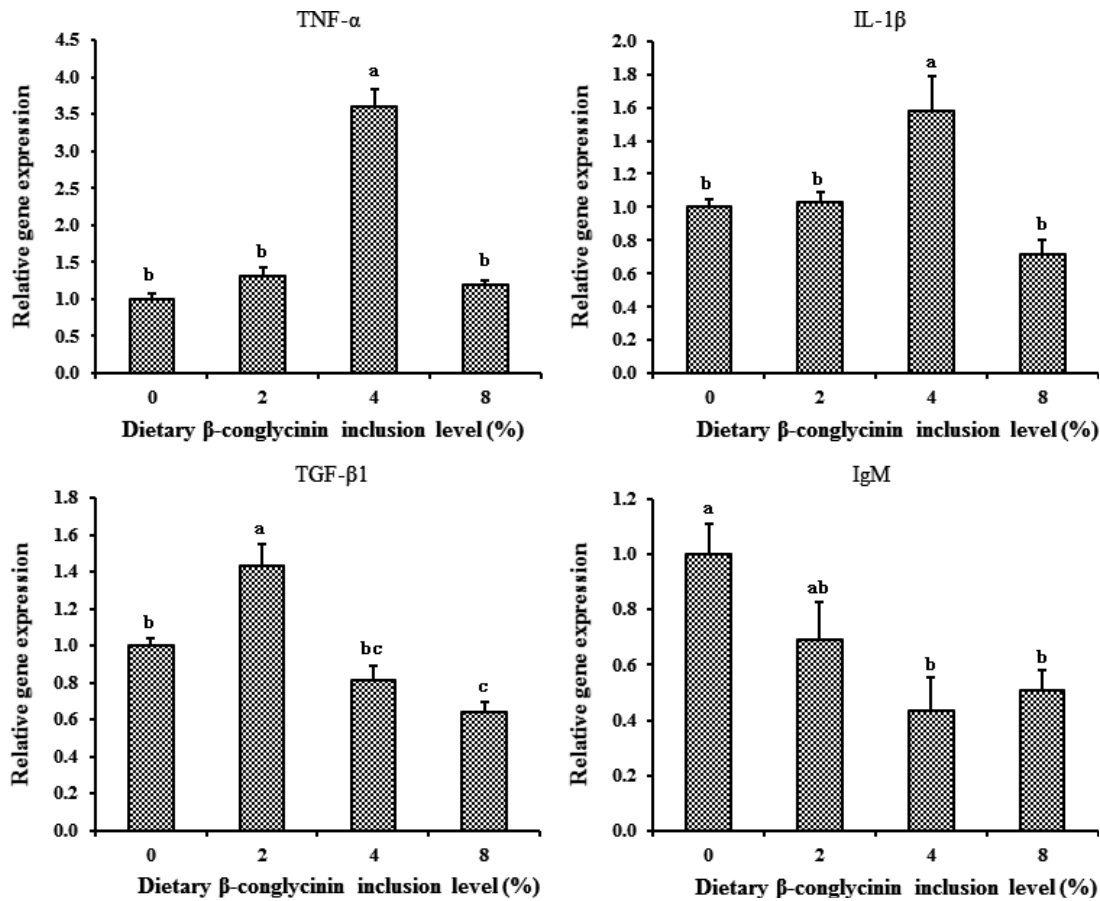 TNF-α
Relative gene expression
4.5
4.0
3.5
3.0
2.5
2.0
1.5
1.0
0.5
0.0
b
b
a
b
0 2 4 8
Dietary β-conglycinin inclusion level (%)
IL-1β
Relative gene expression
2.0
1.8
1.6
1.4
1.2
1.0
0.8
0.6
0.4
0.2
0.0
b
b
a
b
0 2 4 8
Dietary β-conglycinin inclusion level (%)
TGF-β1
Relative gene expression
1.8
1.6
1.4
1.2
1.0
0.8
0.6
0.4
0.2
0.0
b
a
bc
c
0 2 4 8
Dietary β-conglycinin inclusion level (%)
IgM
Relative gene expression
1.2
1.0
0.8
0.6
0.4
0.2
0.0
a
ab
b
b
0 2 4 8
Dietary β-conglycinin inclusion level (%)